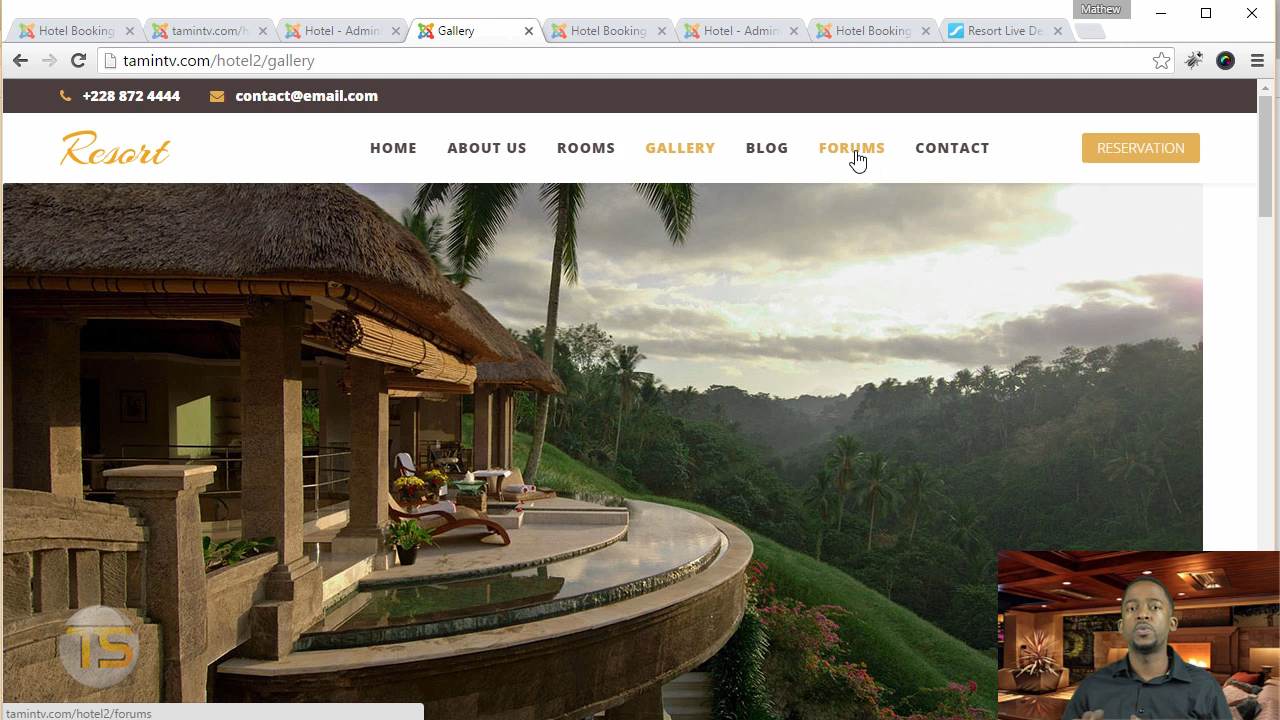 Mathew
Hotel Booking
tamintv.com/h
Hotel - Admini
Gallery
Hotel Booking
Hotel - Admini
Hotel Booking
Resort Live De
tamintv.com/hotel2/gallery
+228 872 4444
contact@email.com
Resort
HOME
ABOUT US
ROOMS
GALLERY
BLOG
FORUMS
CONTACT
RESERVATION
TS
tamintv.com/hotel2/forums